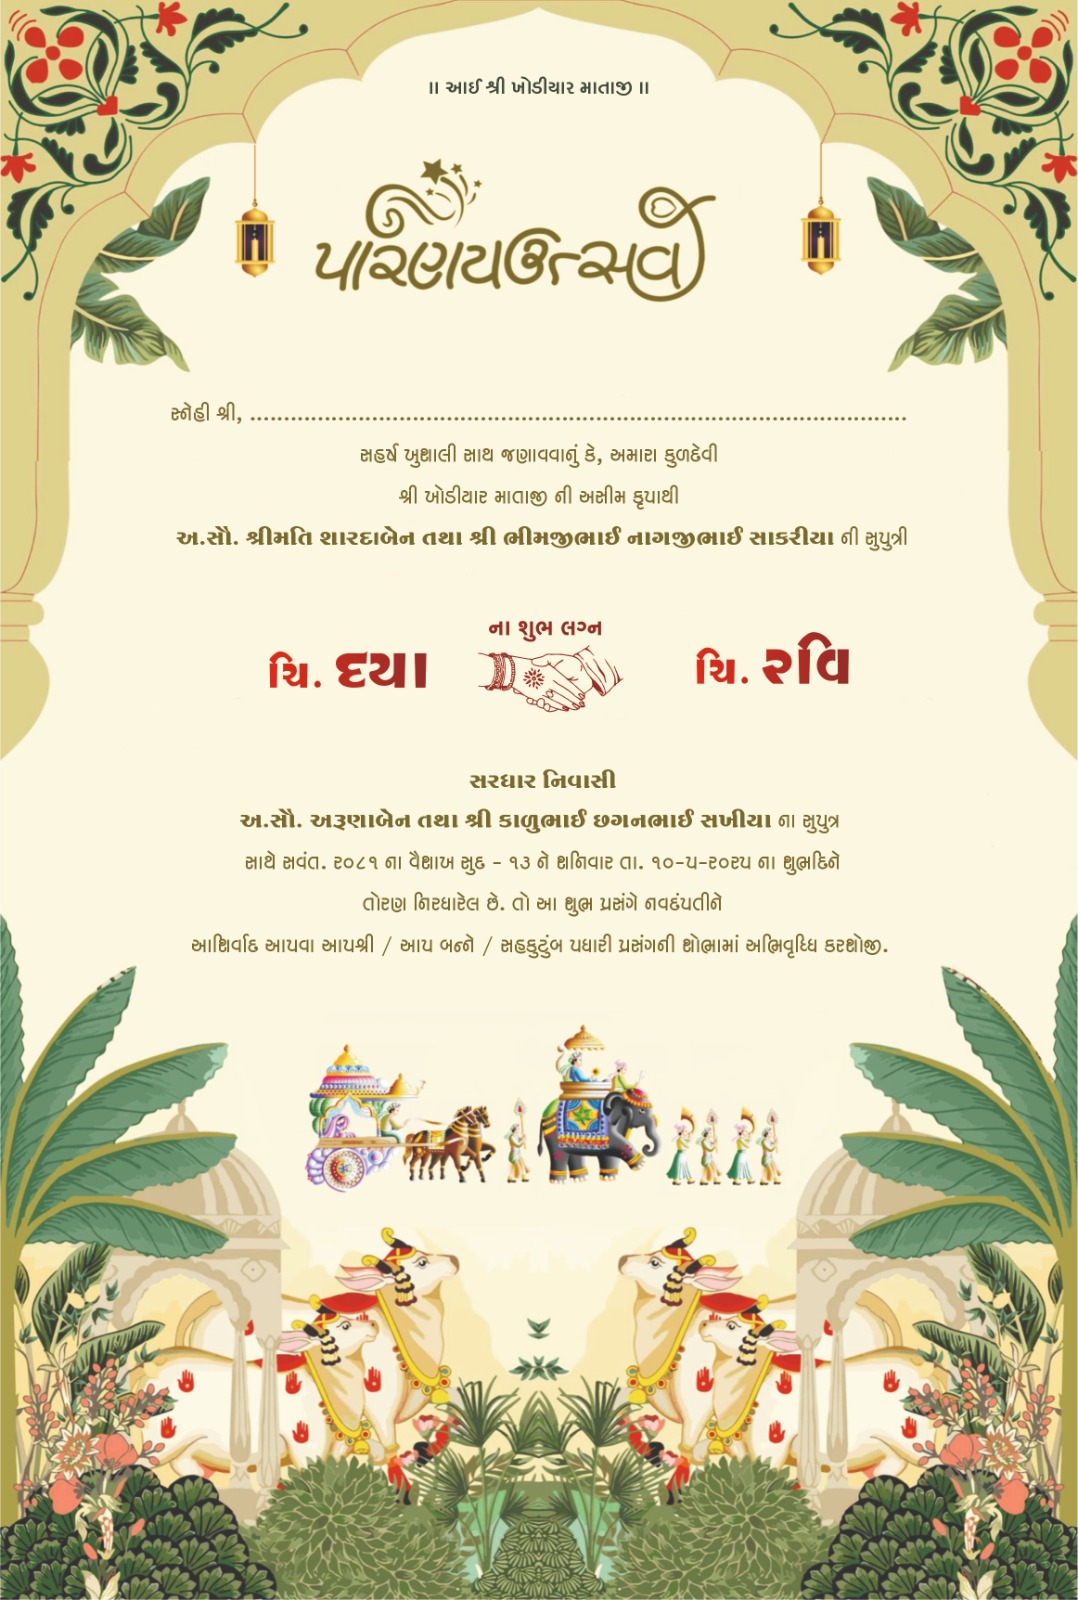 ॥ આઈ શ્રી ખોડીયાર માતાજી ॥
પરિણયઉત્સવ
સ્નેહી શ્રી, ....................................................................................................
સહર્ષ ખુશાલી સાથ જણાવવાનું કે, અમારા કુળદેવી
શ્રી ખોડીયાર માતાજી ની અસીમ કૃપાથી
અ.સૌ. શ્રીમતિ શારદાબેન તથા શ્રી ભીમજીભાઈ નાગજીભાઈ સાકરીયા ની સુપુત્રી
ચિ. દયા
ના શુભ લગ્ન
ચિ. રવિ
સરધાર નિવાસી
અ.સૌ. અરૂણાબેન તથા શ્રી કાળુભાઈ છગનભાઈ સખીયા ના સુપુત્ર
સાથે સવંત. ૨૦૮૧ ના વૈશાખ સુદ - ૧૩ ને શનિવાર તા. ૧૦-૫-૨૦૨૫ ના શુભદિને
તોરણ નિરધારેલ છે. તો આ શુભ પ્રસંગે નવદંપતીને
આશિર્વાદ આપવા આપશ્રી / આપ બન્ને / સહકુટુંબ પધારી પ્રસંગની શોભામાં અભિવૃધ્ધિ કરશોજી.